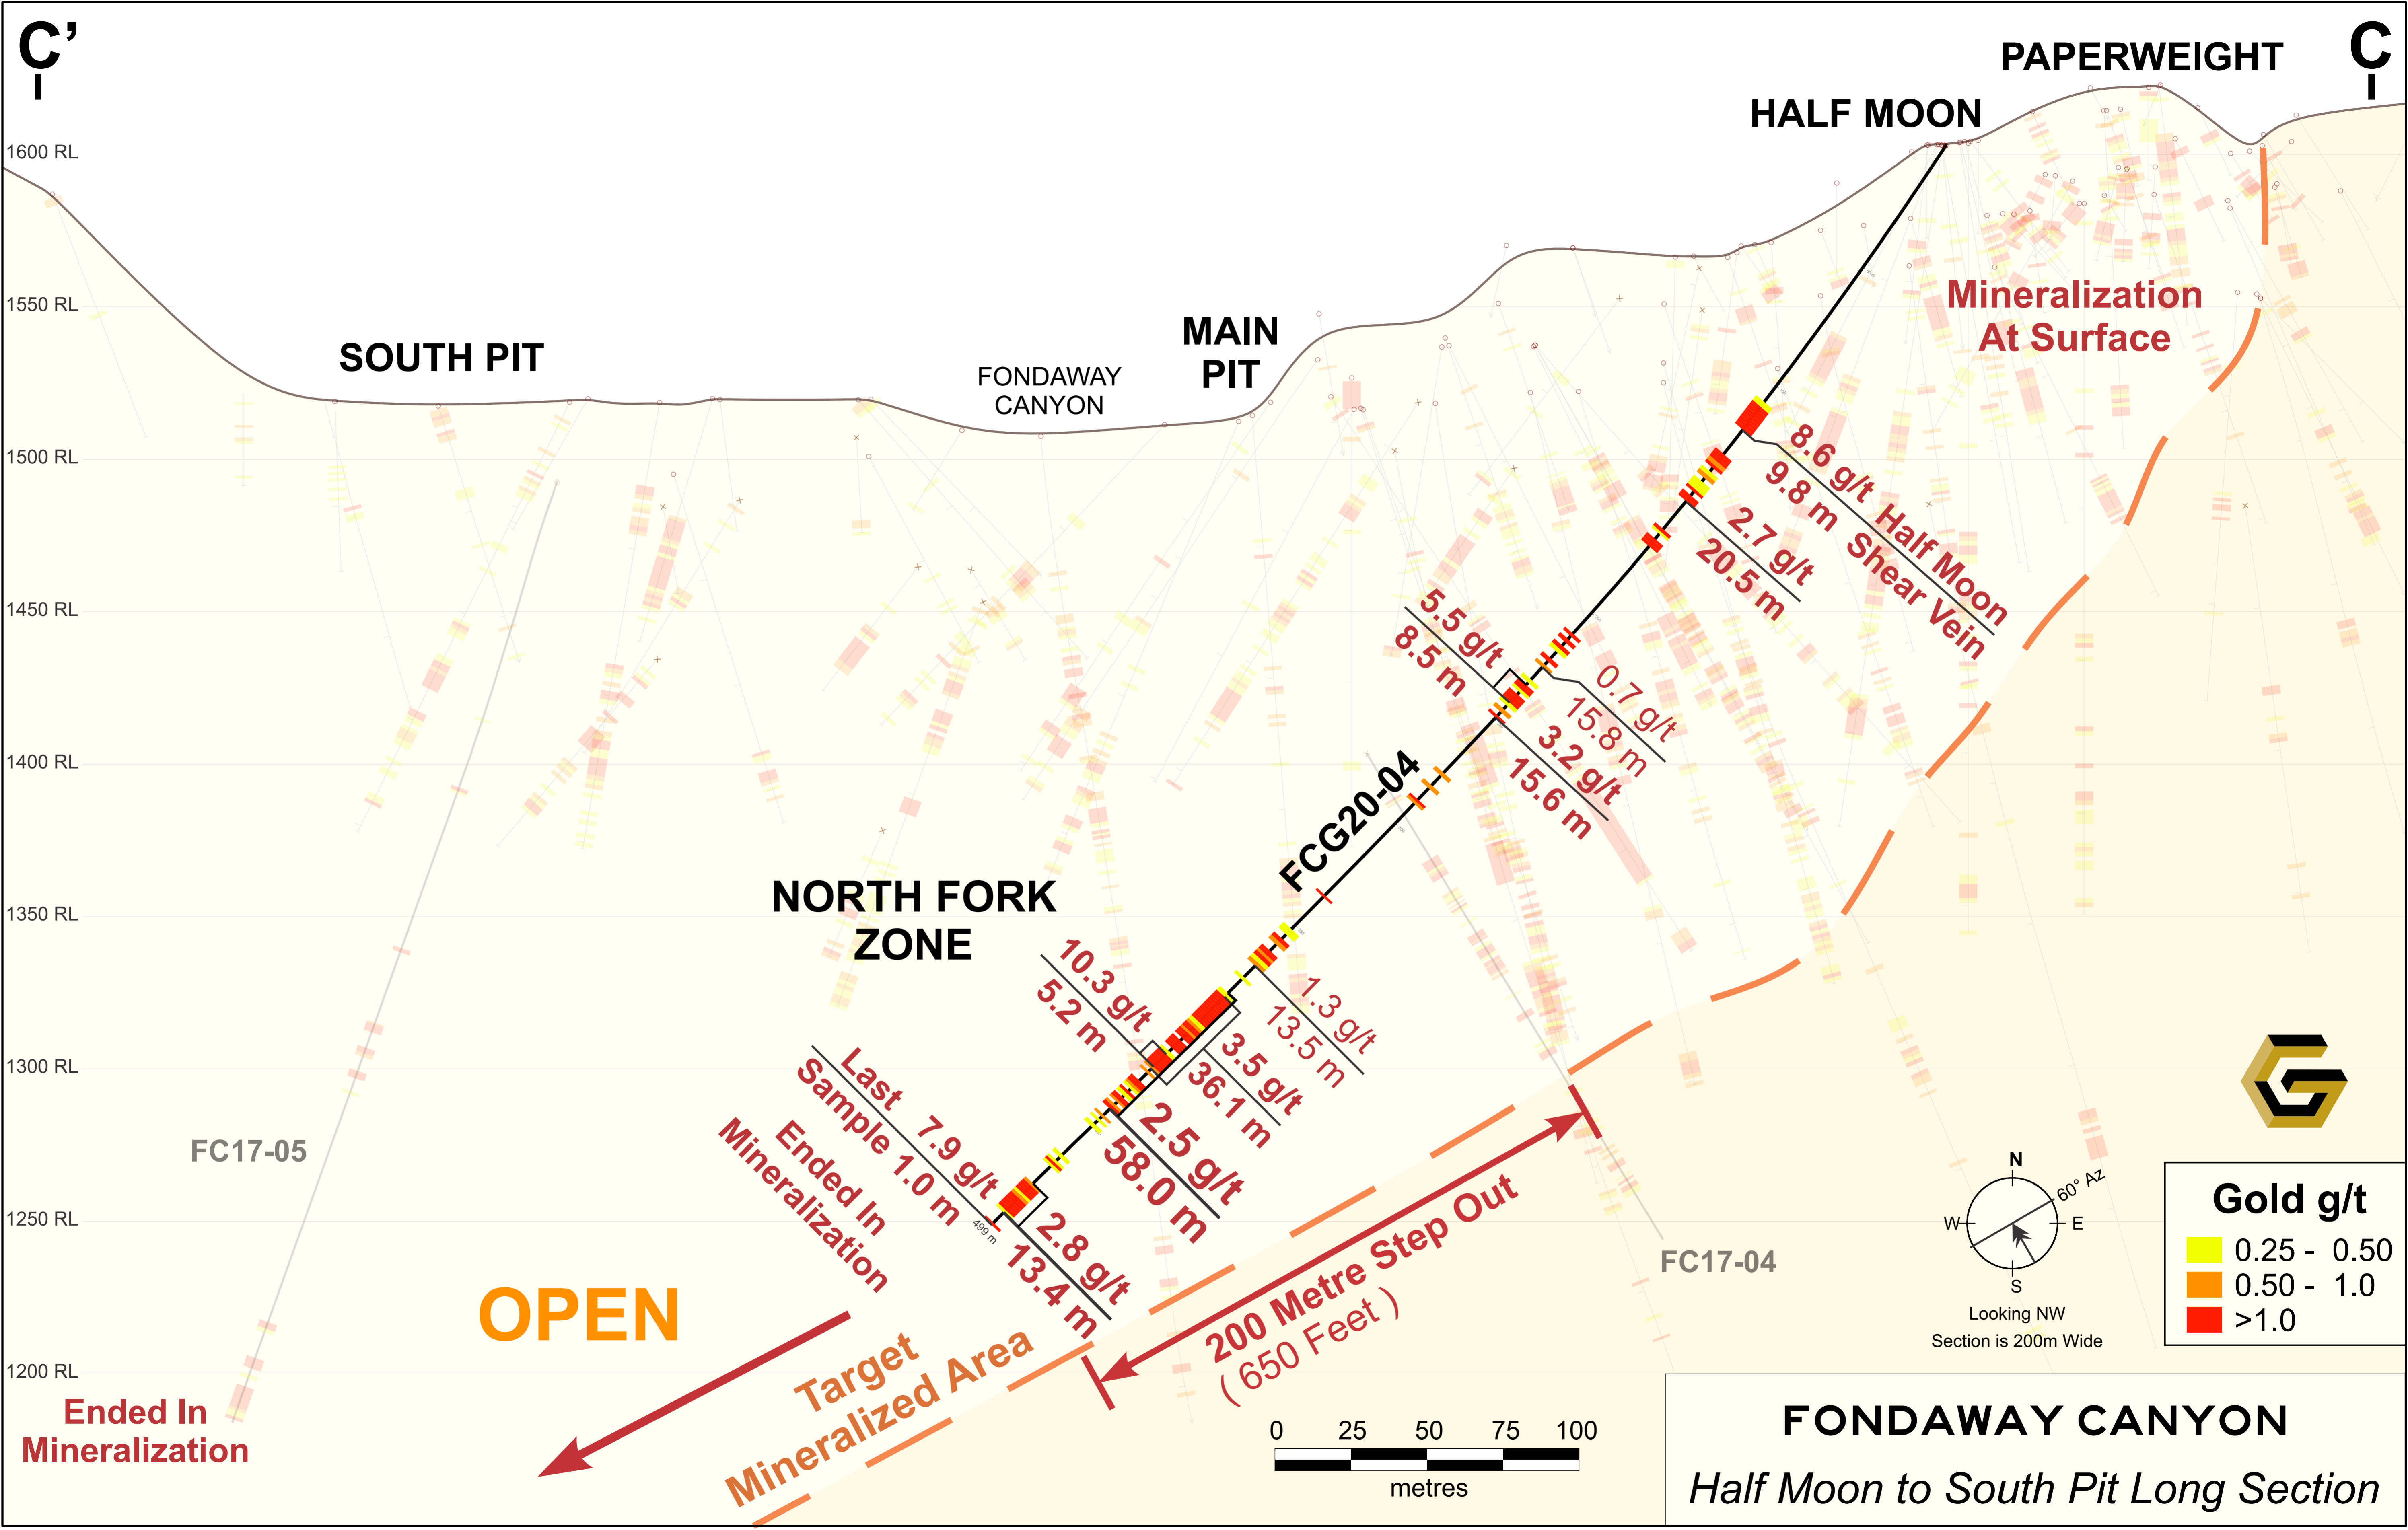 C’
C
PAPERWEIGHT
HALF MOON
1600 RL
1550 RL
Mineralization
At Surface
SOUTH PIT
MAIN
PIT
FONDAWAY
CANYON
1500 RL
8.6 g/t Half Moon
9.8 m Shear Vein
2.7 g/t
20.5 m
1450 RL
5.5 g/t
8.5 m
0.7 g/t
15.8 m
3.2 g/t
15.6 m
1400 RL
FCG20-04
1350 RL
NORTH FORK
ZONE
10.3 g/t
5.2 m
1.3 g/t
13.5 m
3.5 g/t
36.1 m
1300 RL
2.5 g/t
58.0 m
Last 7.9 g/t
Sample 1.0 m
Ended In
Mineralization
499 m
2.8 g/t
13.4 m
FC17-05
1250 RL
FC17-04
OPEN
200 Metre Step Out
( 650 Feet )
Target
Mineralized Area
1200 RL
Ended In
Mineralization
N
60° Az
W
E
S
Looking NW
Section is 200m Wide
Gold g/t
0.25 - 0.50
0.50 - 1.0
>1.0
0 25 50 75 100
metres
FONDAWAY CANYON
Half Moon to South Pit Long Section